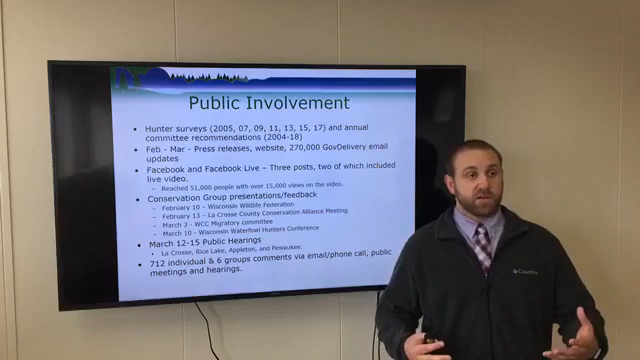 Public Involvement
Hunter surveys (2005, 07, 09, 11, 13, 15, 17) and annual
committee recommendations (2004-18)
Feb - Mar - Press releases, website, 270,000 GovDelivery email
updates
Facebook and Facebook Live – Three posts, two of which included
live video.
Reached 51,000 people with over 15,000 views on the video.
Conservation Group presentations/feedback
February 10 – Wisconsin Wildlife Federation
February 13 – La Crosse County Conservation Alliance Meeting
March 3 - WCC Migratory committee
March 10 - Wisconsin Waterfowl Hunters Conference
March 12-15 Public Hearings
La Crosse, Rice Lake, Appleton, and Pewaukee.
712 individual & 6 groups comments via email/phone call, public
meetings and hearings.
Columbia